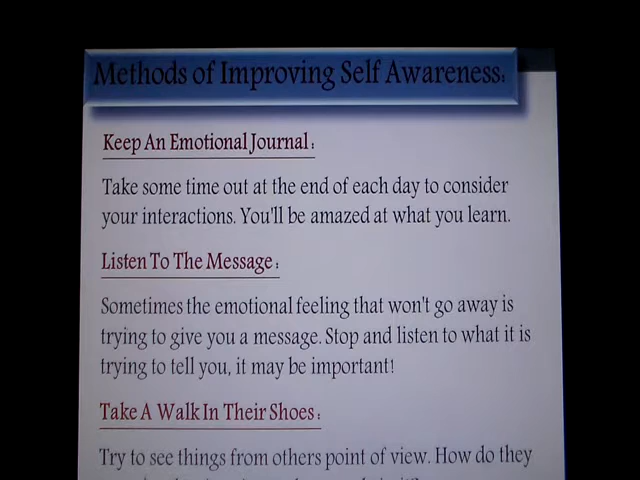 Methods of Improving Self Awareness:
Keep An Emotional Journal :
Take some time out at the end of each day to consider
your interactions. You'll be amazed at what you learn.
Listen To The Message :
Sometimes the emotional feeling that won't go away is
trying to give you a message. Stop and listen to what it is
trying to tell you, it may be important!
Take A Walk In Their Shoes :
Try to see things from others point of view. How do they